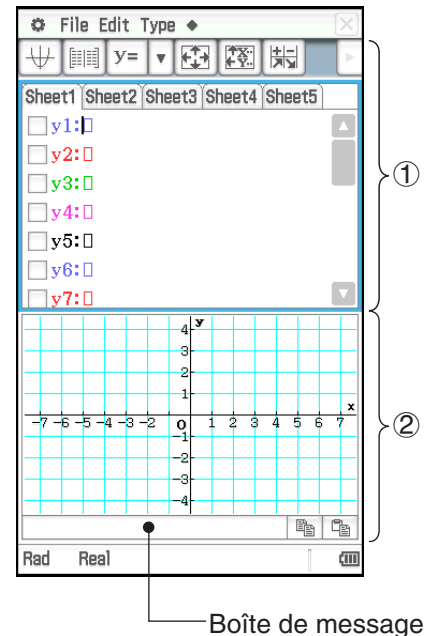 File Edit Type
y=
Sheet1 Sheet2 Sheet3 Sheet4 Sheet5
y1:
y2:
y3:
y4:
y5:
y6:
y7:
①
y
4
3
2
1
x
-7 -6 -5 -4 -3 -2 0 1 2 3 4 5 6 7
-1
-2
-3
-4
②
Rad Real
Boîte de message